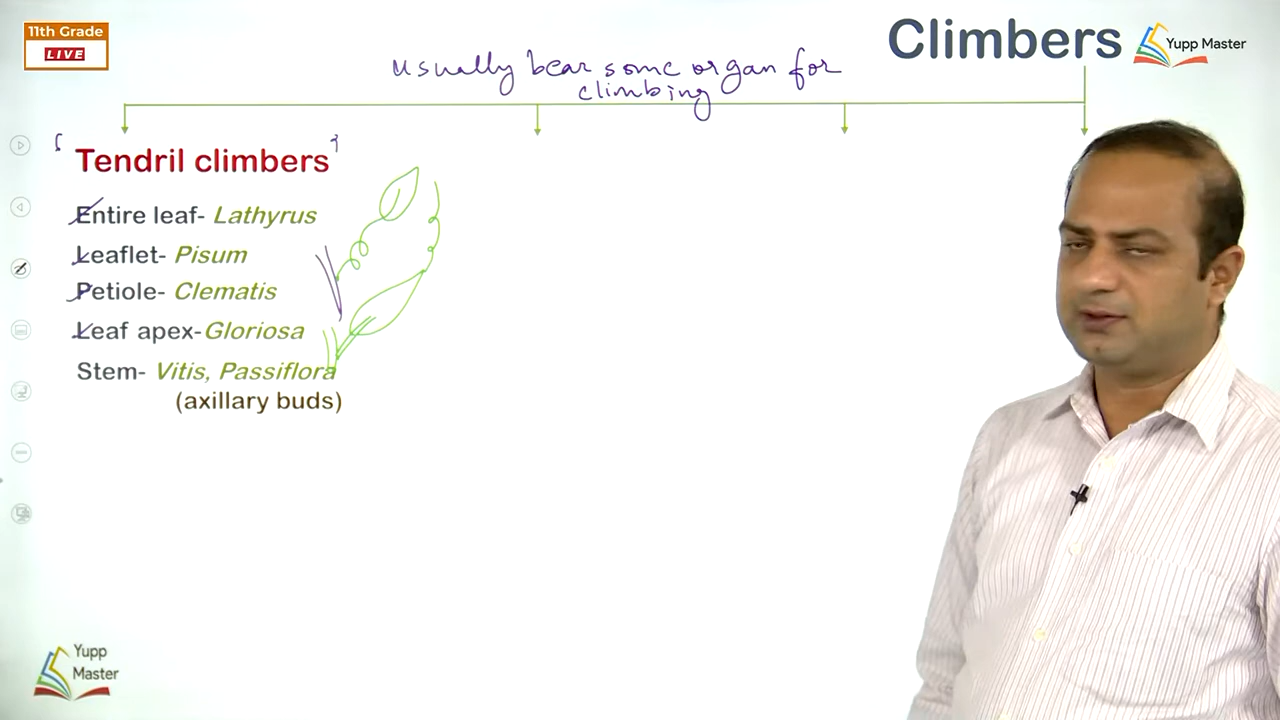 11th Grade
LIVE
Climbers
Yupp Master
usually bear some organ for
climbing
Tendril climbers
Entire leaf- Lathyrus
Leaflet- Pisum
Petiole- Clematis
Leaf apex-Gloriosa
Stem- Vitis, Passiflora
(axillary buds)
Yupp
Master